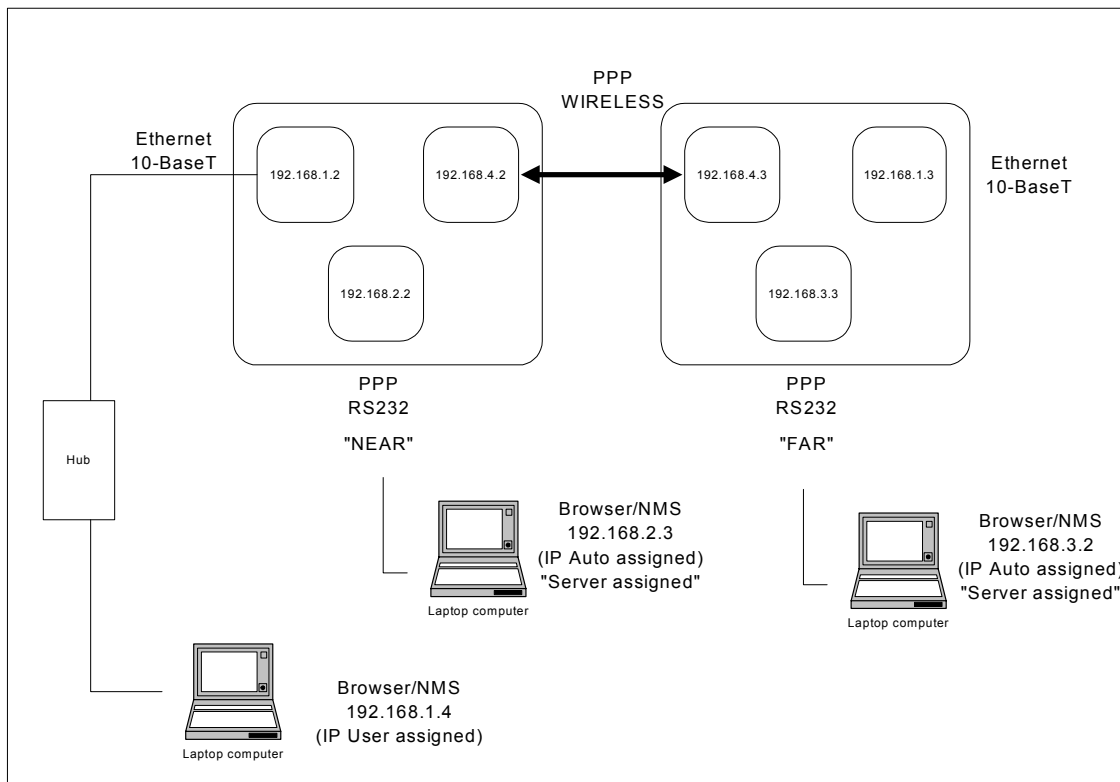 PPP
WIRELESS
Ethernet
10-BaseT
192.168.1.2
192.168.4.2
192.168.2.2
192.168.4.3
192.168.1.3
192.168.3.3
Ethernet
10-BaseT
PPP
RS232
"NEAR"
PPP
RS232
"FAR"
Hub
Browser/NMS
192.168.2.3
(IP Auto assigned)
"Server assigned"
Laptop computer
Browser/NMS
192.168.3.2
(IP Auto assigned)
"Server assigned"
Laptop computer
Browser/NMS
192.168.1.4
(IP User assigned)
Laptop computer